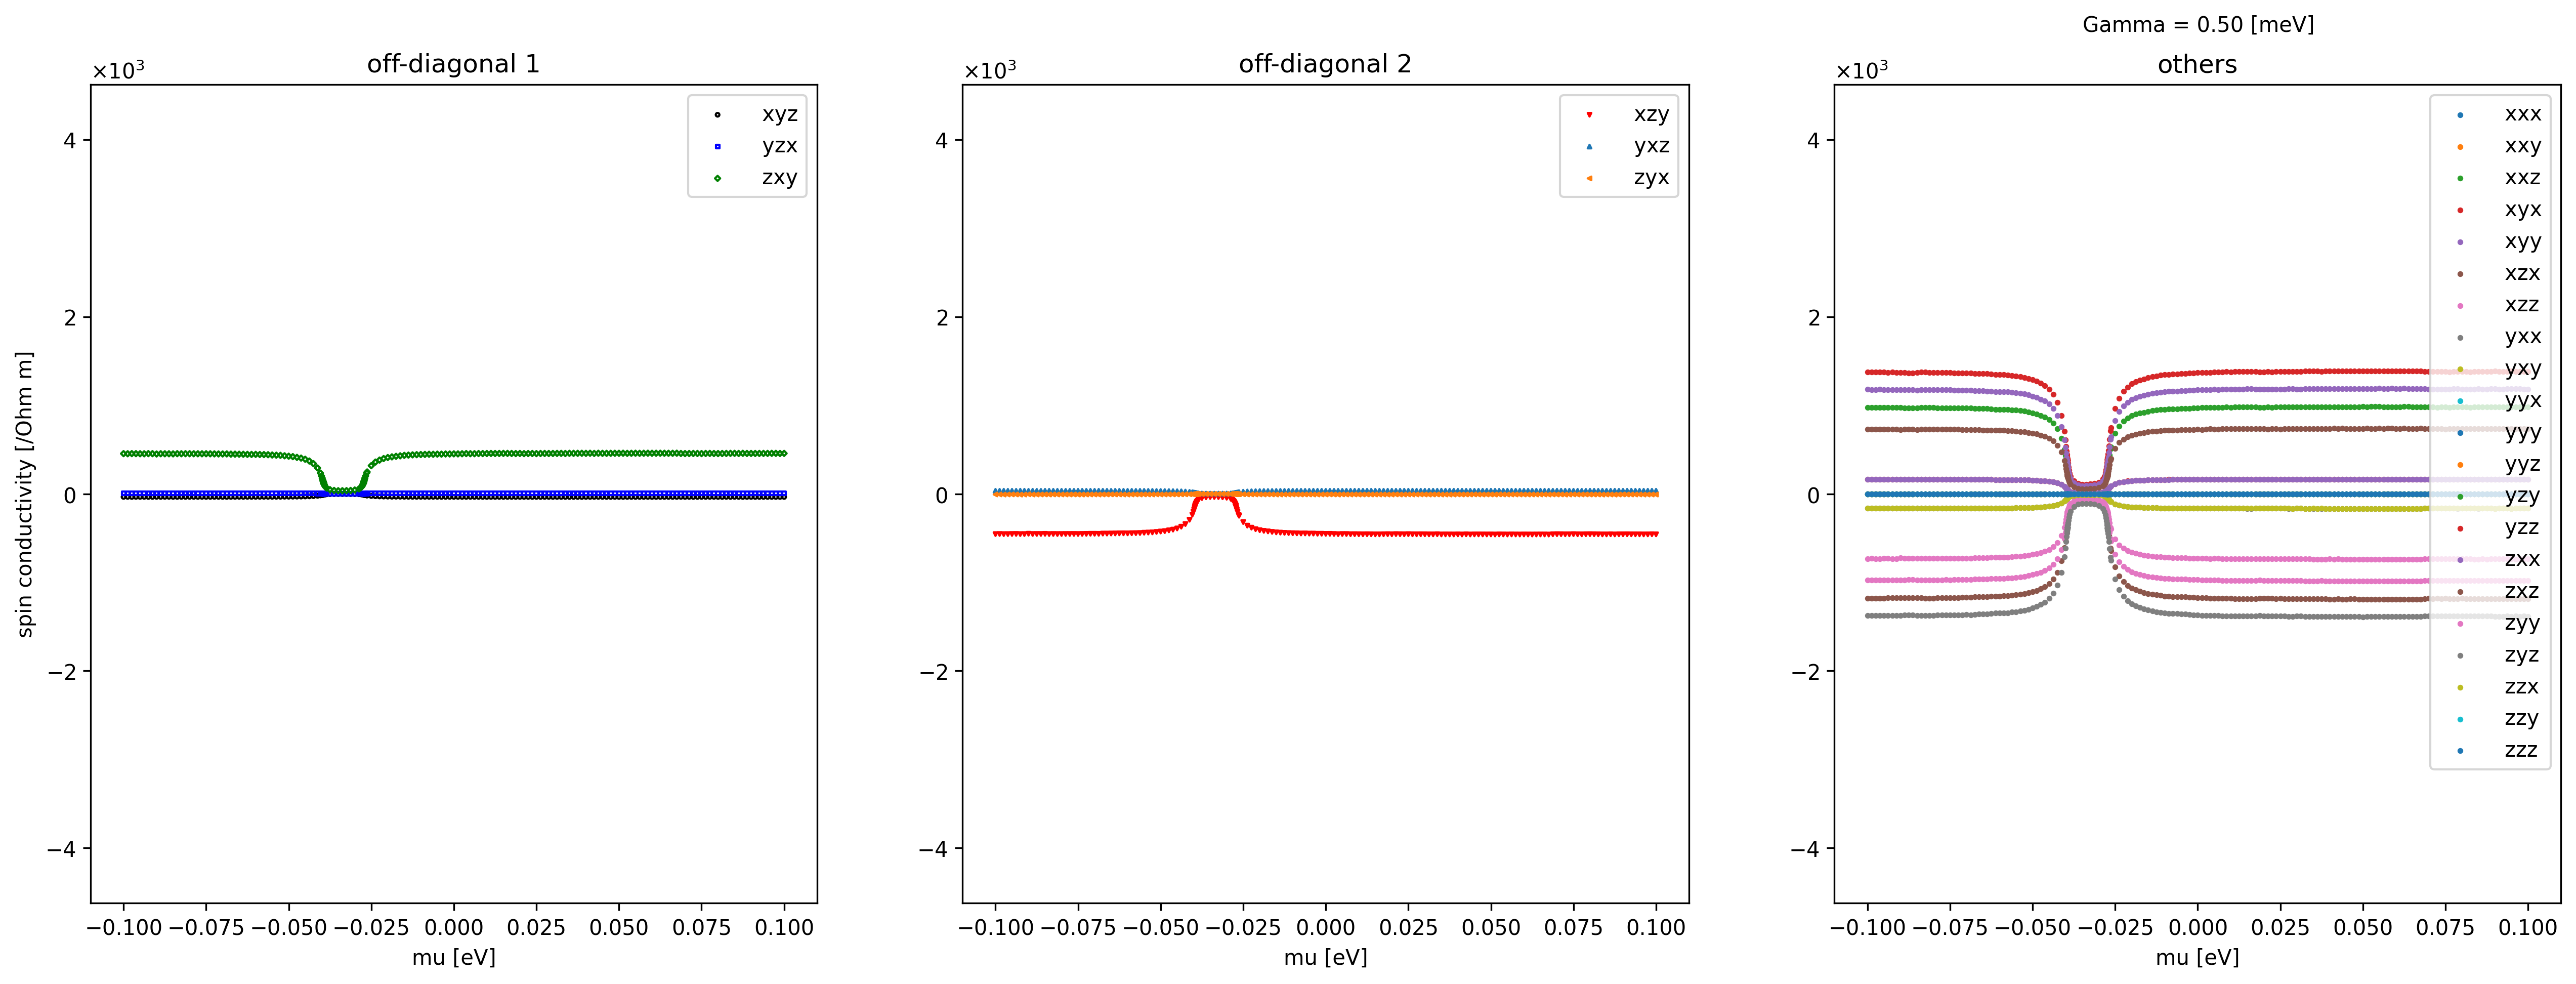 Gamma = 0.50 [meV]
off-diagonal 1
×10³
xyz
yzx
zxy
4
2
0
−2
−4
spin conductivity [/Ohm m]
−0.100 −0.075 −0.050 −0.025 0.000 0.025 0.050 0.075 0.100
mu [eV]
off-diagonal 2
×10³
xzy
yxz
zyx
4
2
0
−2
−4
−0.100 −0.075 −0.050 −0.025 0.000 0.025 0.050 0.075 0.100
mu [eV]
others
×10³
xxx
xxy
xxz
xyx
xyy
xzx
xzz
yxx
yxy
yyx
yyy
yyz
yzy
yzz
zxx
zxz
zyy
zyz
zzx
zzy
zzz
4
2
0
−2
−4
−0.100 −0.075 −0.050 −0.025 0.000 0.025 0.050 0.075 0.100
mu [eV]